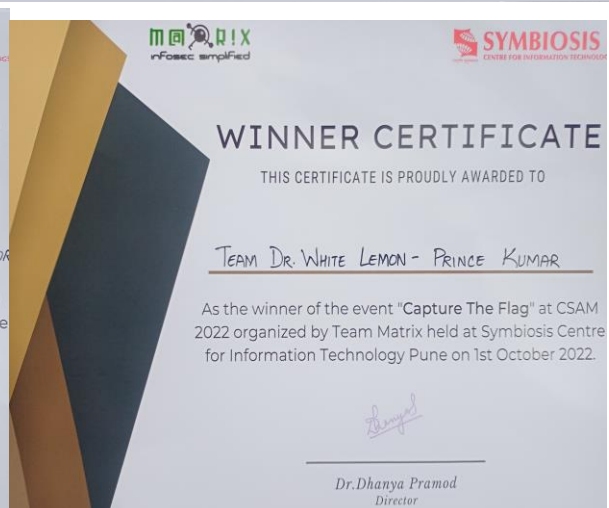 M@TR!X
infosec simplified
SYMBIOSIS
CENTRE FOR INFORMATION TECHNOLOGY
WINNER CERTIFICATE
THIS CERTIFICATE IS PROUDLY AWARDED TO
TEAM DR. WHITE LEMON - PRINCE KUMAR
As the winner of the event "Capture The Flag" at CSAM
2022 organized by Team Matrix held at Symbiosis Centre
for Information Technology Pune on 1st October 2022.
Dr.Dhanya Pramod
Director